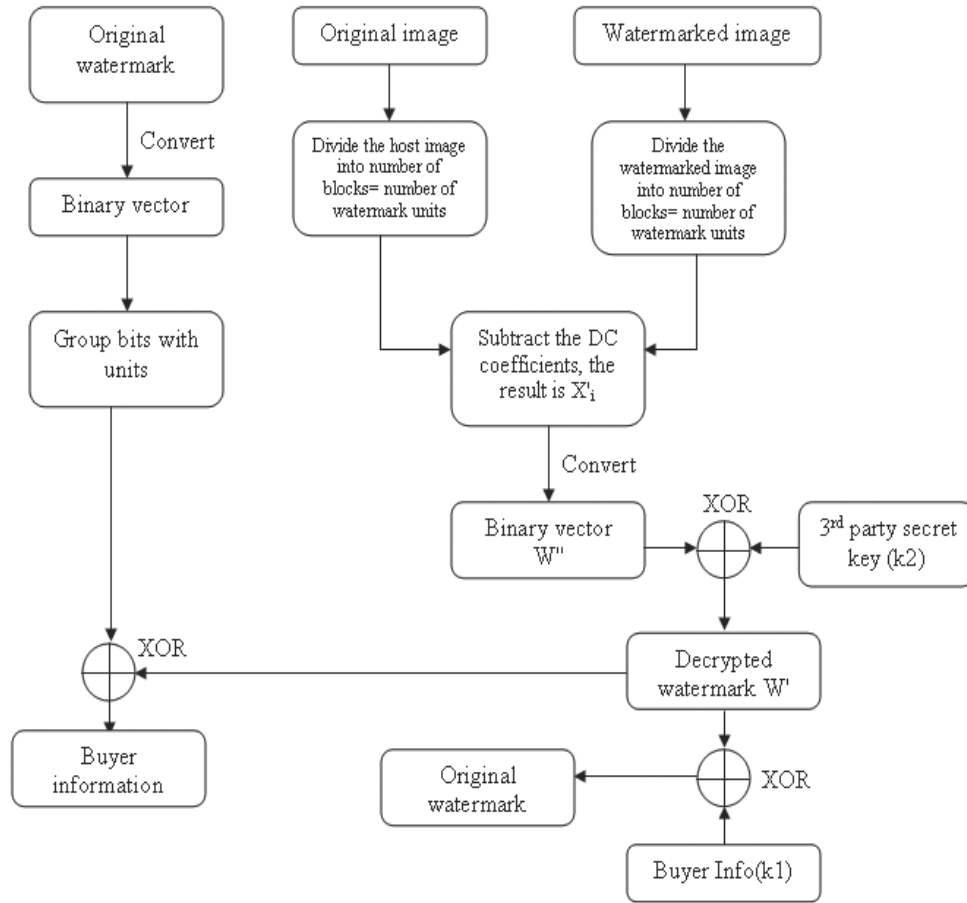 Original
watermark
Original image
Watermarked image
Convert
Divide the host image
into number of
blocks= number of
watermark units
Divide the
watermarked image
into number of
blocks= number of
watermark units
Binary vector
Group bits with
units
Subtract the DC
coefficients, the
result is X'i
Convert
Binary vector
W"
XOR
3rd party secret
key (k2)
XOR
Decrypted
watermark W'
Buyer
information
Original
watermark
XOR
Buyer Info(k1)